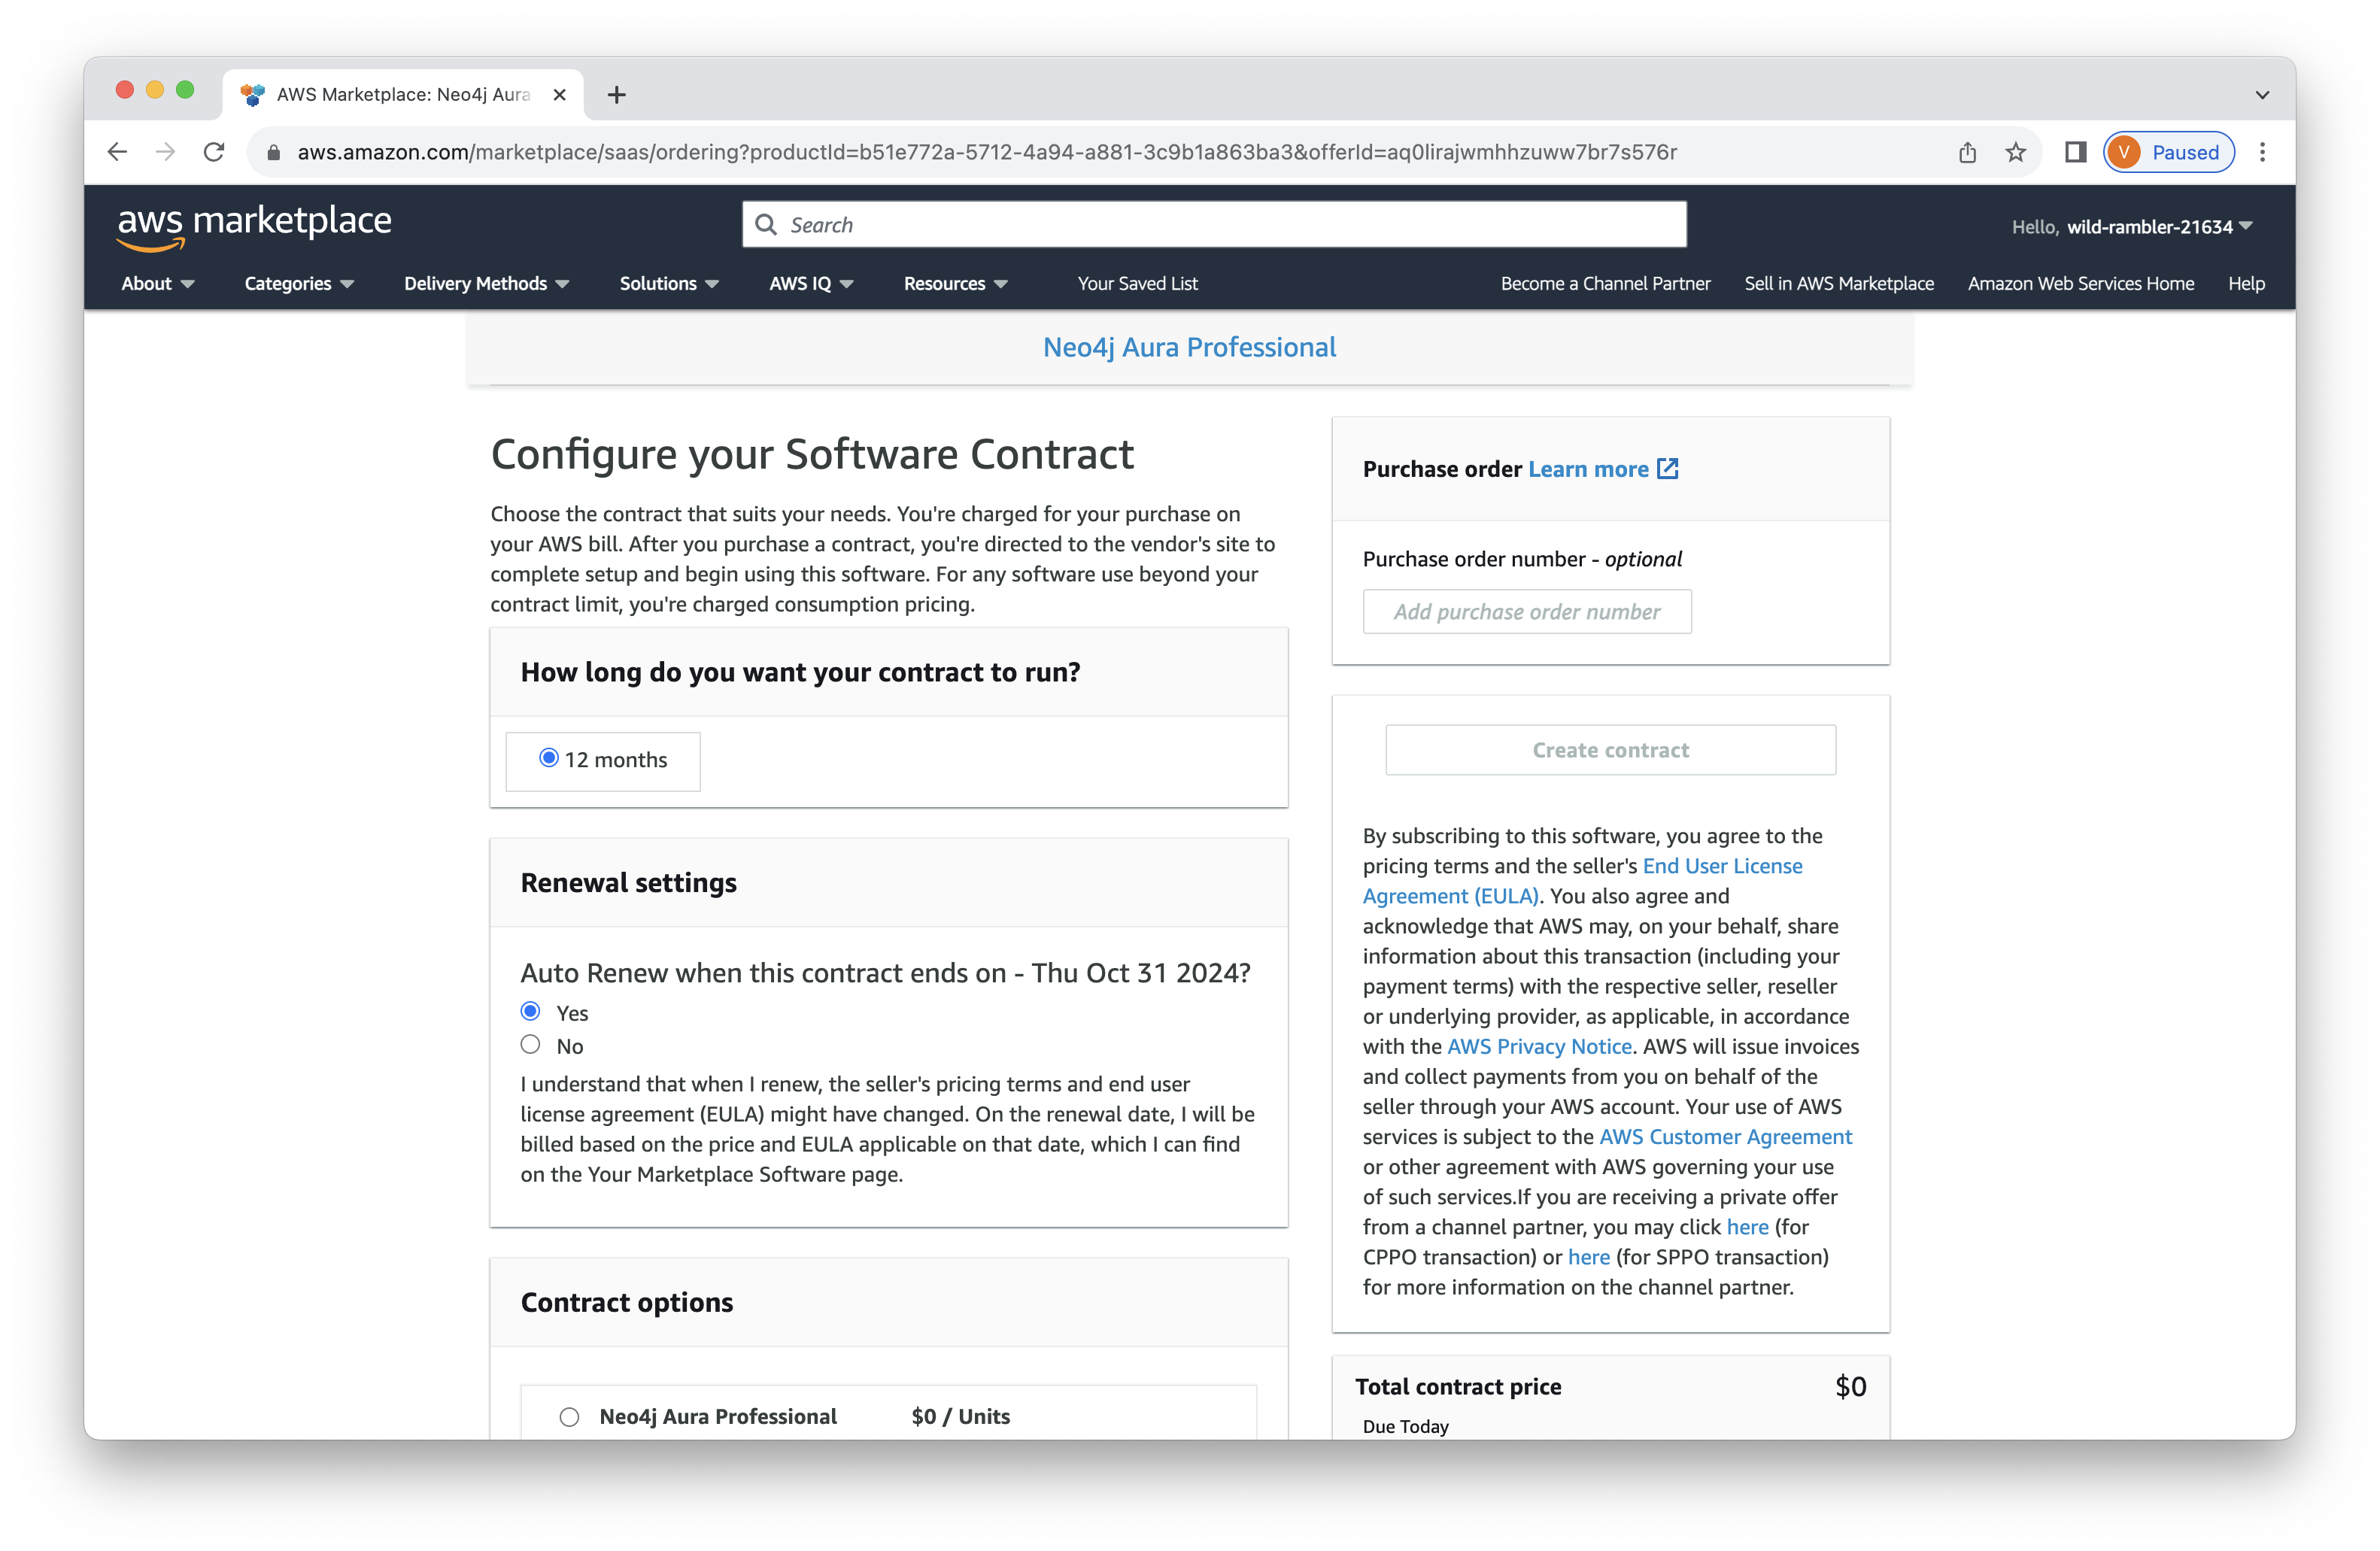 AWS Marketplace: Neo4j Aura
aws.amazon.com/marketplace/saas/ordering?productId=b51e772a-5712-4a94-a881-3c9b1a863ba3&offerId=aq0lirajwmhhzuww7br7s576r
V Paused
aws marketplace
Search
Hello, wild-rambler-21634
About Categories Delivery Methods Solutions AWS IQ Resources Your Saved List Become a Channel Partner Sell in AWS Marketplace Amazon Web Services Home Help
Neo4j Aura Professional
Configure your Software Contract
Choose the contract that suits your needs. You're charged for your purchase on
your AWS bill. After you purchase a contract, you're directed to the vendor's site to
complete setup and begin using this software. For any software use beyond your
contract limit, you're charged consumption pricing.
How long do you want your contract to run?
12 months
Renewal settings
Auto Renew when this contract ends on - Thu Oct 31 2024?
Yes
No
I understand that when I renew, the seller's pricing terms and end user
license agreement (EULA) might have changed. On the renewal date, I will be
billed based on the price and EULA applicable on that date, which I can find
on the Your Marketplace Software page.
Contract options
Neo4j Aura Professional $0 / Units
Purchase order Learn more
Purchase order number - optional
Add purchase order number
Create contract
By subscribing to this software, you agree to the
pricing terms and the seller's End User License
Agreement (EULA). You also agree and
acknowledge that AWS may, on your behalf, share
information about this transaction (including your
payment terms) with the respective seller, reseller
or underlying provider, as applicable, in accordance
with the AWS Privacy Notice. AWS will issue invoices
and collect payments from you on behalf of the
seller through your AWS account. Your use of AWS
services is subject to the AWS Customer Agreement
or other agreement with AWS governing your use
of such services.If you are receiving a private offer
from a channel partner, you may click here (for
CPPO transaction) or here (for SPPO transaction)
for more information on the channel partner.
Total contract price $0
Due Today